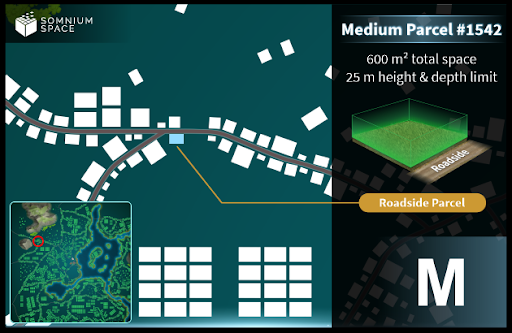 SOMNIUM
SPACE
Medium Parcel #1542
600 m² total space
25 m height & depth limit
Roadside
Roadside Parcel
M